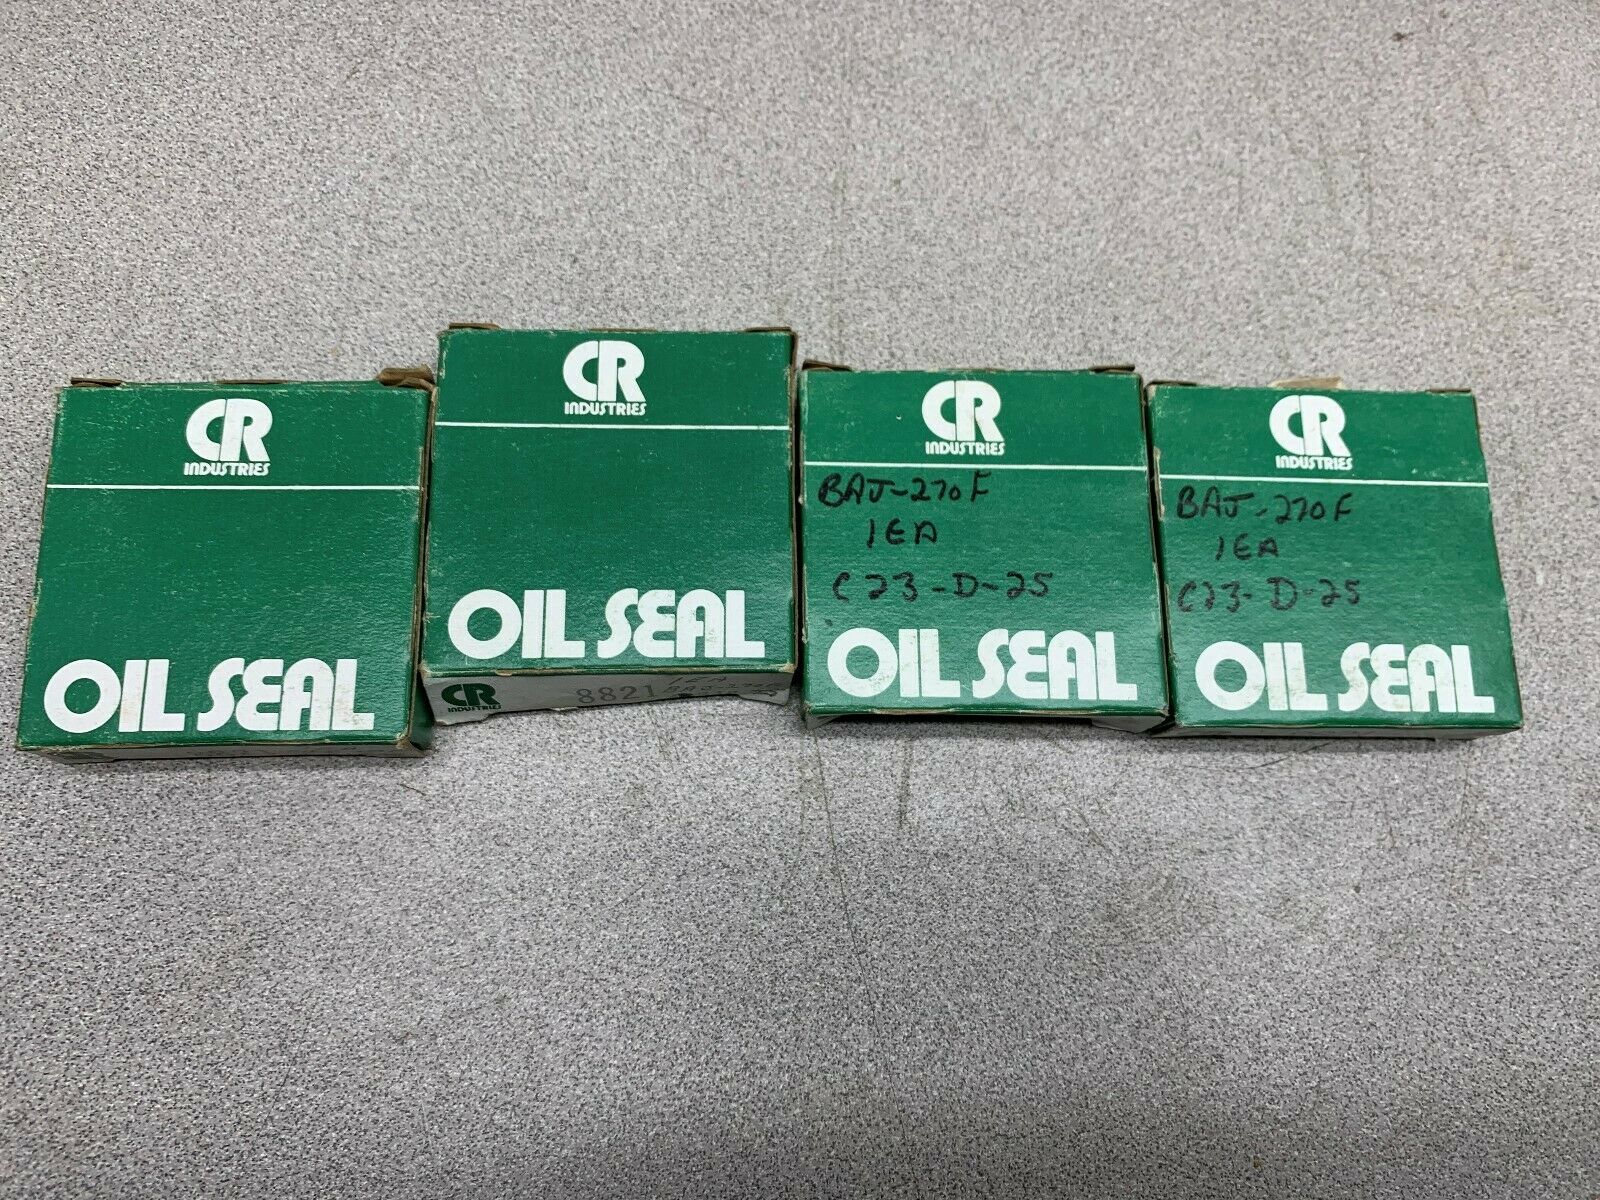 CR
INDUSTRIES
OIL SEAL
CR
INDUSTRIES
OIL SEAL
CR
INDUSTRIES
8821
1EA
CR
INDUSTRIES
BAJ-270F
1EA
C23-D-25
OIL SEAL
CR
INDUSTRIES
BAJ-270F
1EA
C23-D-25
OIL SEAL